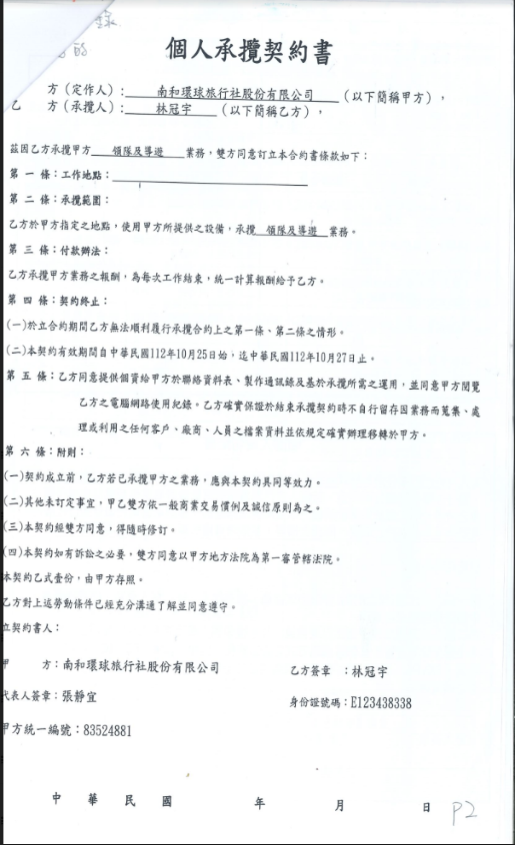 錄
個人承攬契約書
方（定作人）：南和環球旅行社股份有限公司（以下簡稱甲方），
乙 方（承攬人）：林冠宇（以下簡稱乙方），
茲因乙方承攬甲方 領隊及導遊 業務，雙方同意訂立本合約書條款如下：
第 一 條：工作地點：
第 二 條：承攬範圍：
乙方於甲方指定之地點，使用甲方所提供之設備，承攬 領隊及導遊 業務。
第 三 條：付款辦法：
乙方承攬甲方業務之報酬，為每次工作結束，統一計算報酬給予乙方。
第 四 條：契約終止：
(一)於立合約期間乙方無法順利履行承攬合約上之第一條、第二條之情形。
(二)本契約有效期間自中華民國112年10月25日始，迄中華民國112年10月27日止。
第 五 條：乙方同意提供個資給甲方於聯絡資料表、製作通訊錄及基於承攬所需之運用，並同意甲方閱覽
乙方之電腦網路使用紀錄。乙方確實保證於結束承攬契約時不自行留存因業務而蒐集、處
理或利用之任何客戶、廠商、人員之檔案資料並依規定確實辦理移轉於甲方。
第 六 條：附則：
(一)契約成立前，乙方若已承攬甲方之業務，應與本契約具同等效力。
(二)其他未訂定事宜，甲乙雙方依一般商業交易慣例及誠信原則為之。
(三)本契約經雙方同意，得隨時修訂。
(四)本契約如有訴訟之必要，雙方同意以甲方地方法院為第一審管轄法院。
本契約乙式壹份，由甲方存照。
乙方對上述勞動條件已經充分溝通了解並同意遵守。
立契約書人：
甲 方：南和環球旅行社股份有限公司
乙方簽章 ：林冠宇
代表人簽章：張靜宜
身份證號碼：E123438338
甲方統一編號：83524881
中 華 民 國 年 月 日
P2